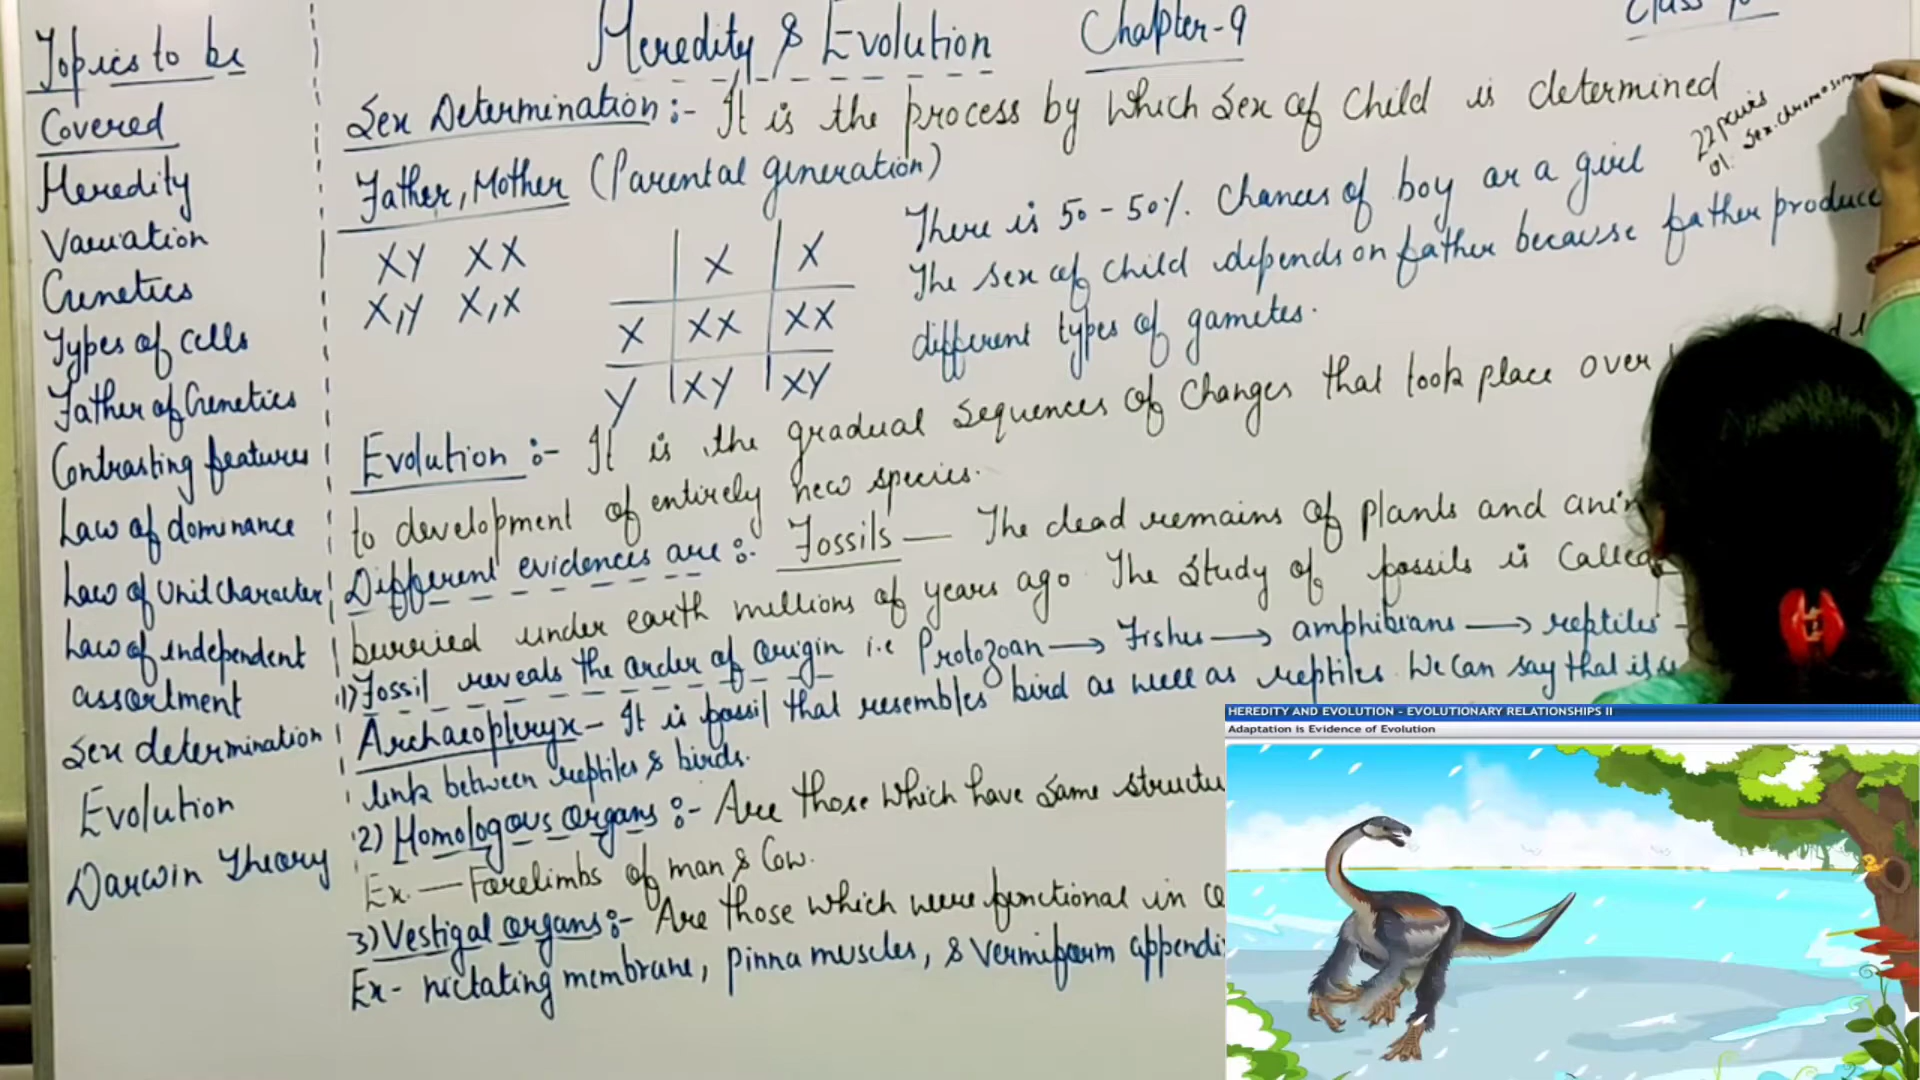 Topics to be
Covered
Heredity
Variation
Genetics
Types of cells
Father of Genetics
Contrasting features
Law of dominance
Law of Unit Character
Law of independent
assortment
Sex determination
Evolution
Darwin Theory
Heredity & Evolution Chapter-9
Class
Sex Determination :- It is the process by which Sex of Child is determined
22 pairs
01. Sex chromosome
Father, Mother (Parental generation)
XY XX
X,Y X,X
X X
X XX XX
Y XY XY
There is 50-50%. Chances of boy or a girl
The sex of child depends on father because father produce
different types of gametes.
Evolution :- It is the gradual sequences of Changes that took place over
to development of entirely new species.
Different evidences are :- Fossils — The dead remains of plants and
burried under earth millions of years ago. The study of fossils is Called
1) Fossil reveals the order of origin i.e Protozoan → Fishes → amphibians → reptiles
Archaeopteryx - It is fossil that resembles bird as well as reptiles. We can say that
link between reptiles & birds.
2) Homologous organs :- Are those which have same
Ex. — Forelimbs of man & Cow.
3) Vestigal organs :- Are those which were functional in
Ex - nictating membrane, pinna muscles, & vermiform
HEREDITY AND EVOLUTION - EVOLUTIONARY RELATIONSHIPS II
Adaptation is Evidence of Evolution